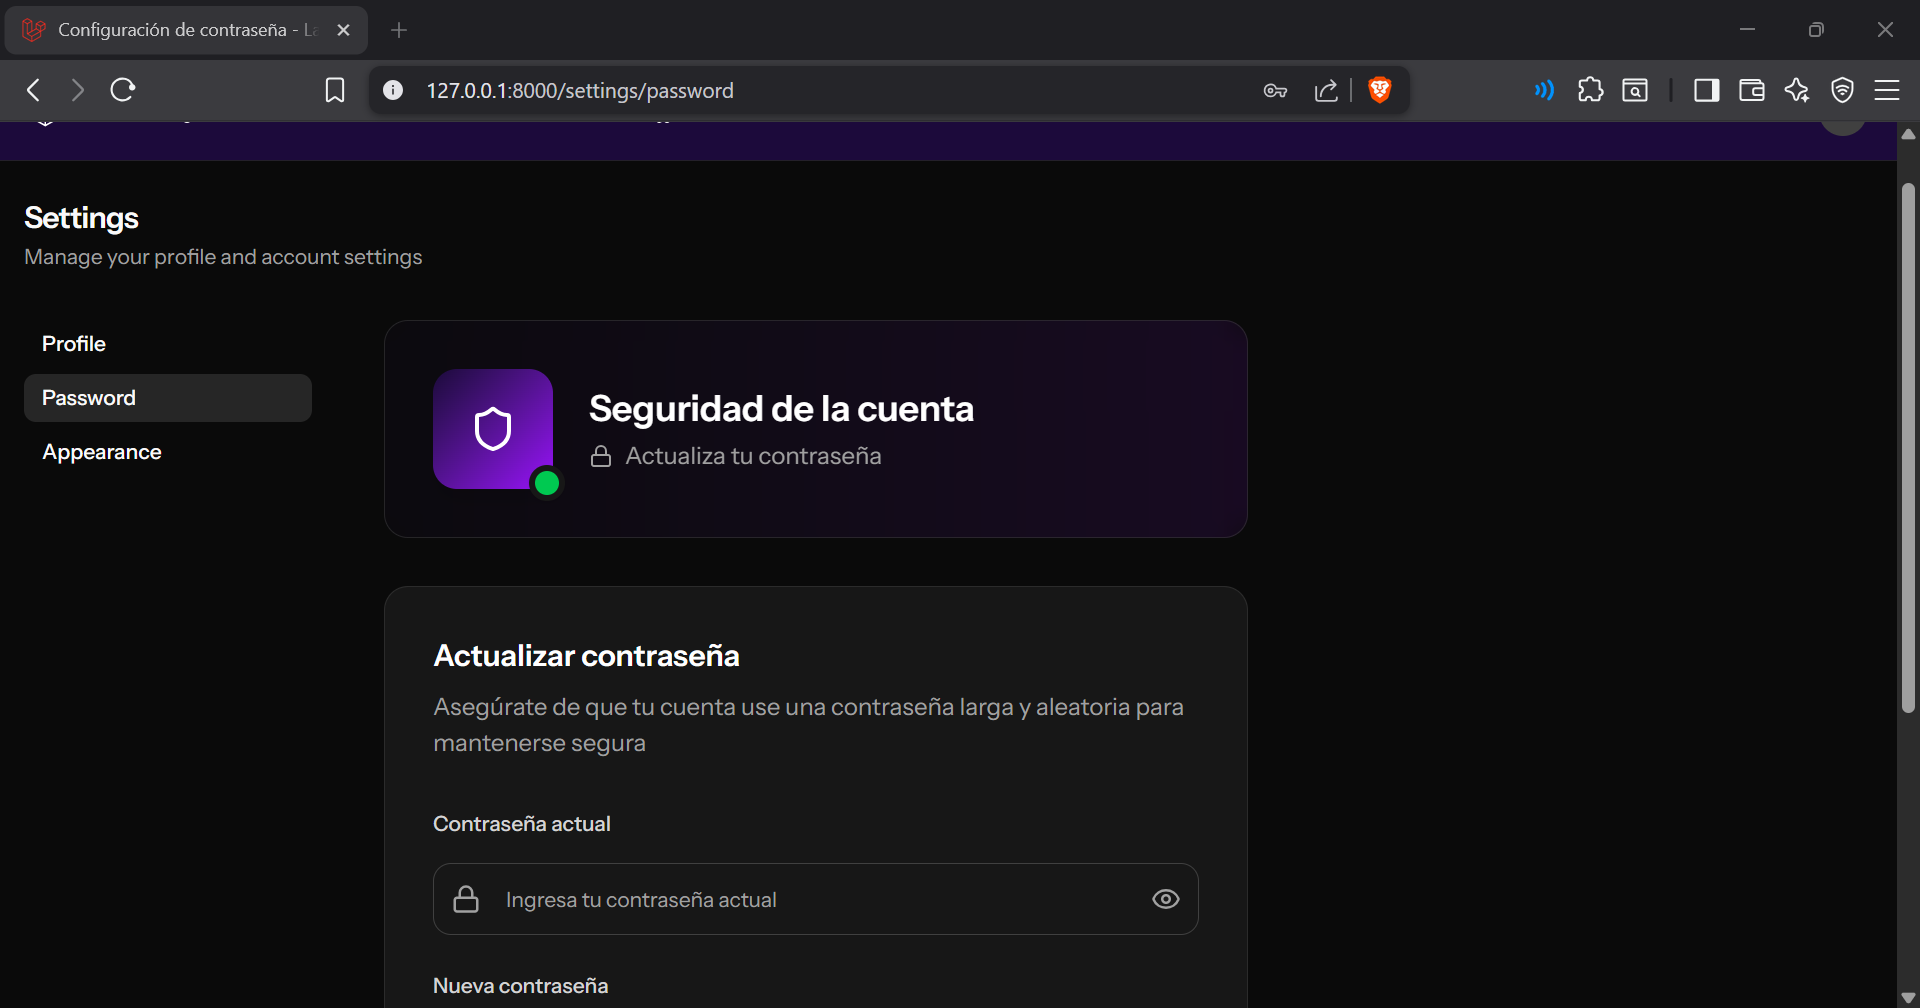 Configuración de contraseña - La
127.0.0.1:8000/settings/password
Settings
Manage your profile and account settings
Profile
Password
Appearance
Seguridad de la cuenta
Actualiza tu contraseña
Actualizar contraseña
Asegúrate de que tu cuenta use una contraseña larga y aleatoria para
mantenerse segura
Contraseña actual
Ingresa tu contraseña actual
Nueva contraseña